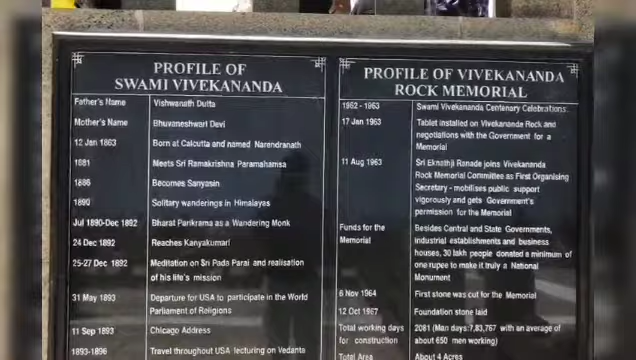 PROFILE OF
SWAMI VIVEKANANDA
Father's Name Vishwanath Dutta
Mother's Name Bhuvaneshwari Devi
12 Jan 1863 Born at Calcutta and named Narendranath
1881 Meets Sri Ramakrishna Paramahamsa
1886 Becomes Sanyasin
1890 Solitary wanderings in Himalayas
Jul 1890-Dec 1892 Bharat Parikrama as a Wandering Monk
24 Dec 1892 Reaches Kanyakumari
25-27 Dec 1892 Meditation on Sri Pada Parai and realisation
of his life's mission
31 May 1893 Departure for USA to participate in the World
Parliament of Religions
11 Sep 1893 Chicago Address
1893-1896 Travel throughout USA lecturing on Vedanta
PROFILE OF VIVEKANANDA
ROCK MEMORIAL
1962 - 1963 Swami Vivekananda Centenary Celebrations.
17 Jan 1963 Tablet installed on Vivekananda Rock and
negotiations with the Government for a
Memorial
11 Aug 1963 Sri Eknathji Ranade joins Vivekananda
Rock Memorial Committee as First Organising
Secretary - mobilises public support
vigorously and gets Government's
permission for the Memorial
Funds for the Besides Central and State Governments,
Memorial industrial establishments and business
houses, 30 lakh people donated a minimum of
one rupee to make it truly a National
Monument
6 Nov 1964 First stone was cut for the Memorial
12 Oct 1967 Foundation stone laid
Total working days 2081 (Man days:7,83,767 with an average of
for construction about 650 men working)
Total Area About 4 Acres